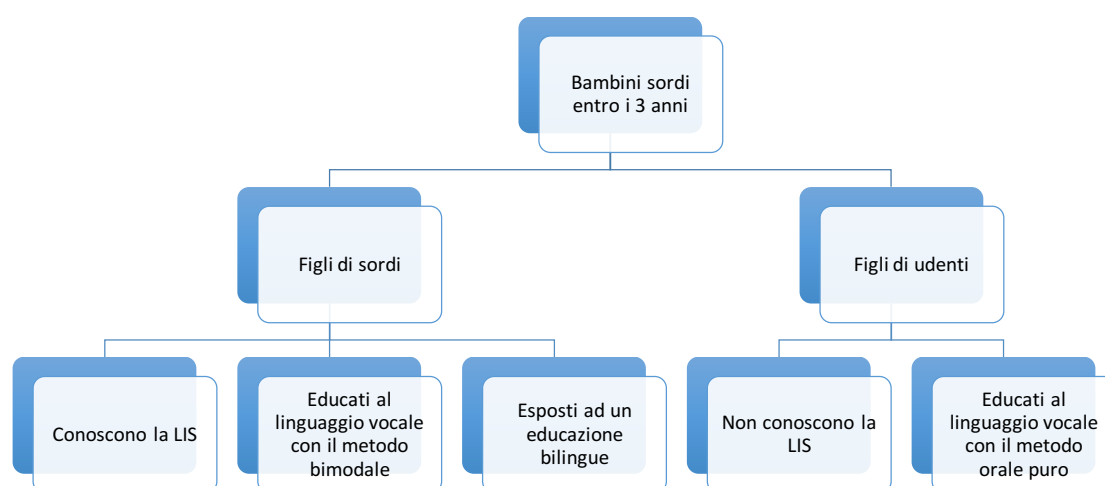 Bambini sordi
entro i 3 anni
Figli di sordi
Figli di udenti
Conoscono la LIS
Educati al
linguaggio vocale
con il metodo
bimodale
Esposti ad un
educazione
bilingue
Non conoscono la
LIS
Educati al
linguaggio vocale
con il metodo
orale puro